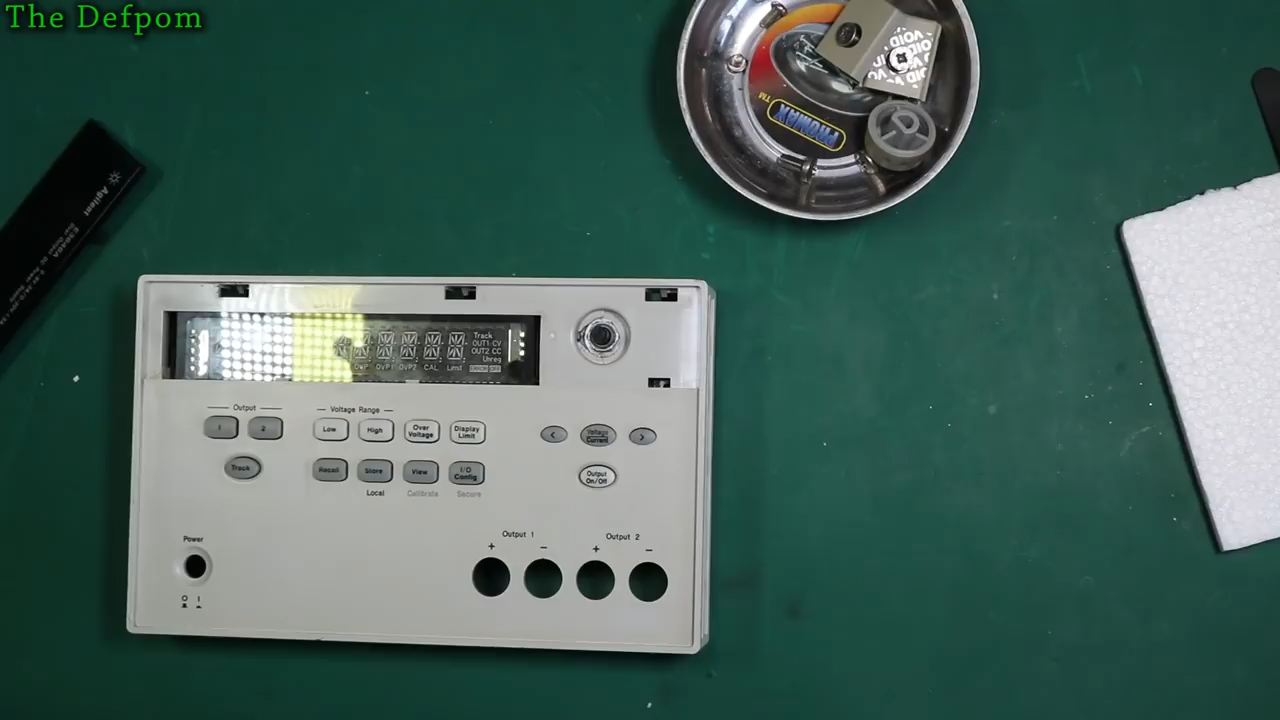 The Defpom
VOID
PROMAX
TM
D
Agilent
E3646A
Track
OUT1 CV
OUT2 CC
Unreg
OVP OVP1 OVP2 CAL Limit
Output
1 2
Track
Voltage Range
Low High Over Voltage Display Limit
Recall Store View I/O Config
Local Calibrate Secure
< Voltage Current >
Output On/Off
Power
O I
Output 1 Output 2
+ - + -